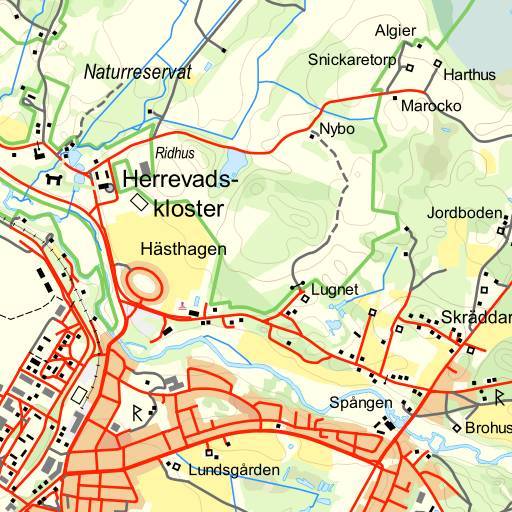 Algier
Snickaretorp
Harthus
Naturreservat
Marocko
Nybo
Ridhus
Herrevads-
kloster
Jordboden
Hästhagen
Lugnet
Skräddar
Spången
Brohus
Lundsgården
R
R